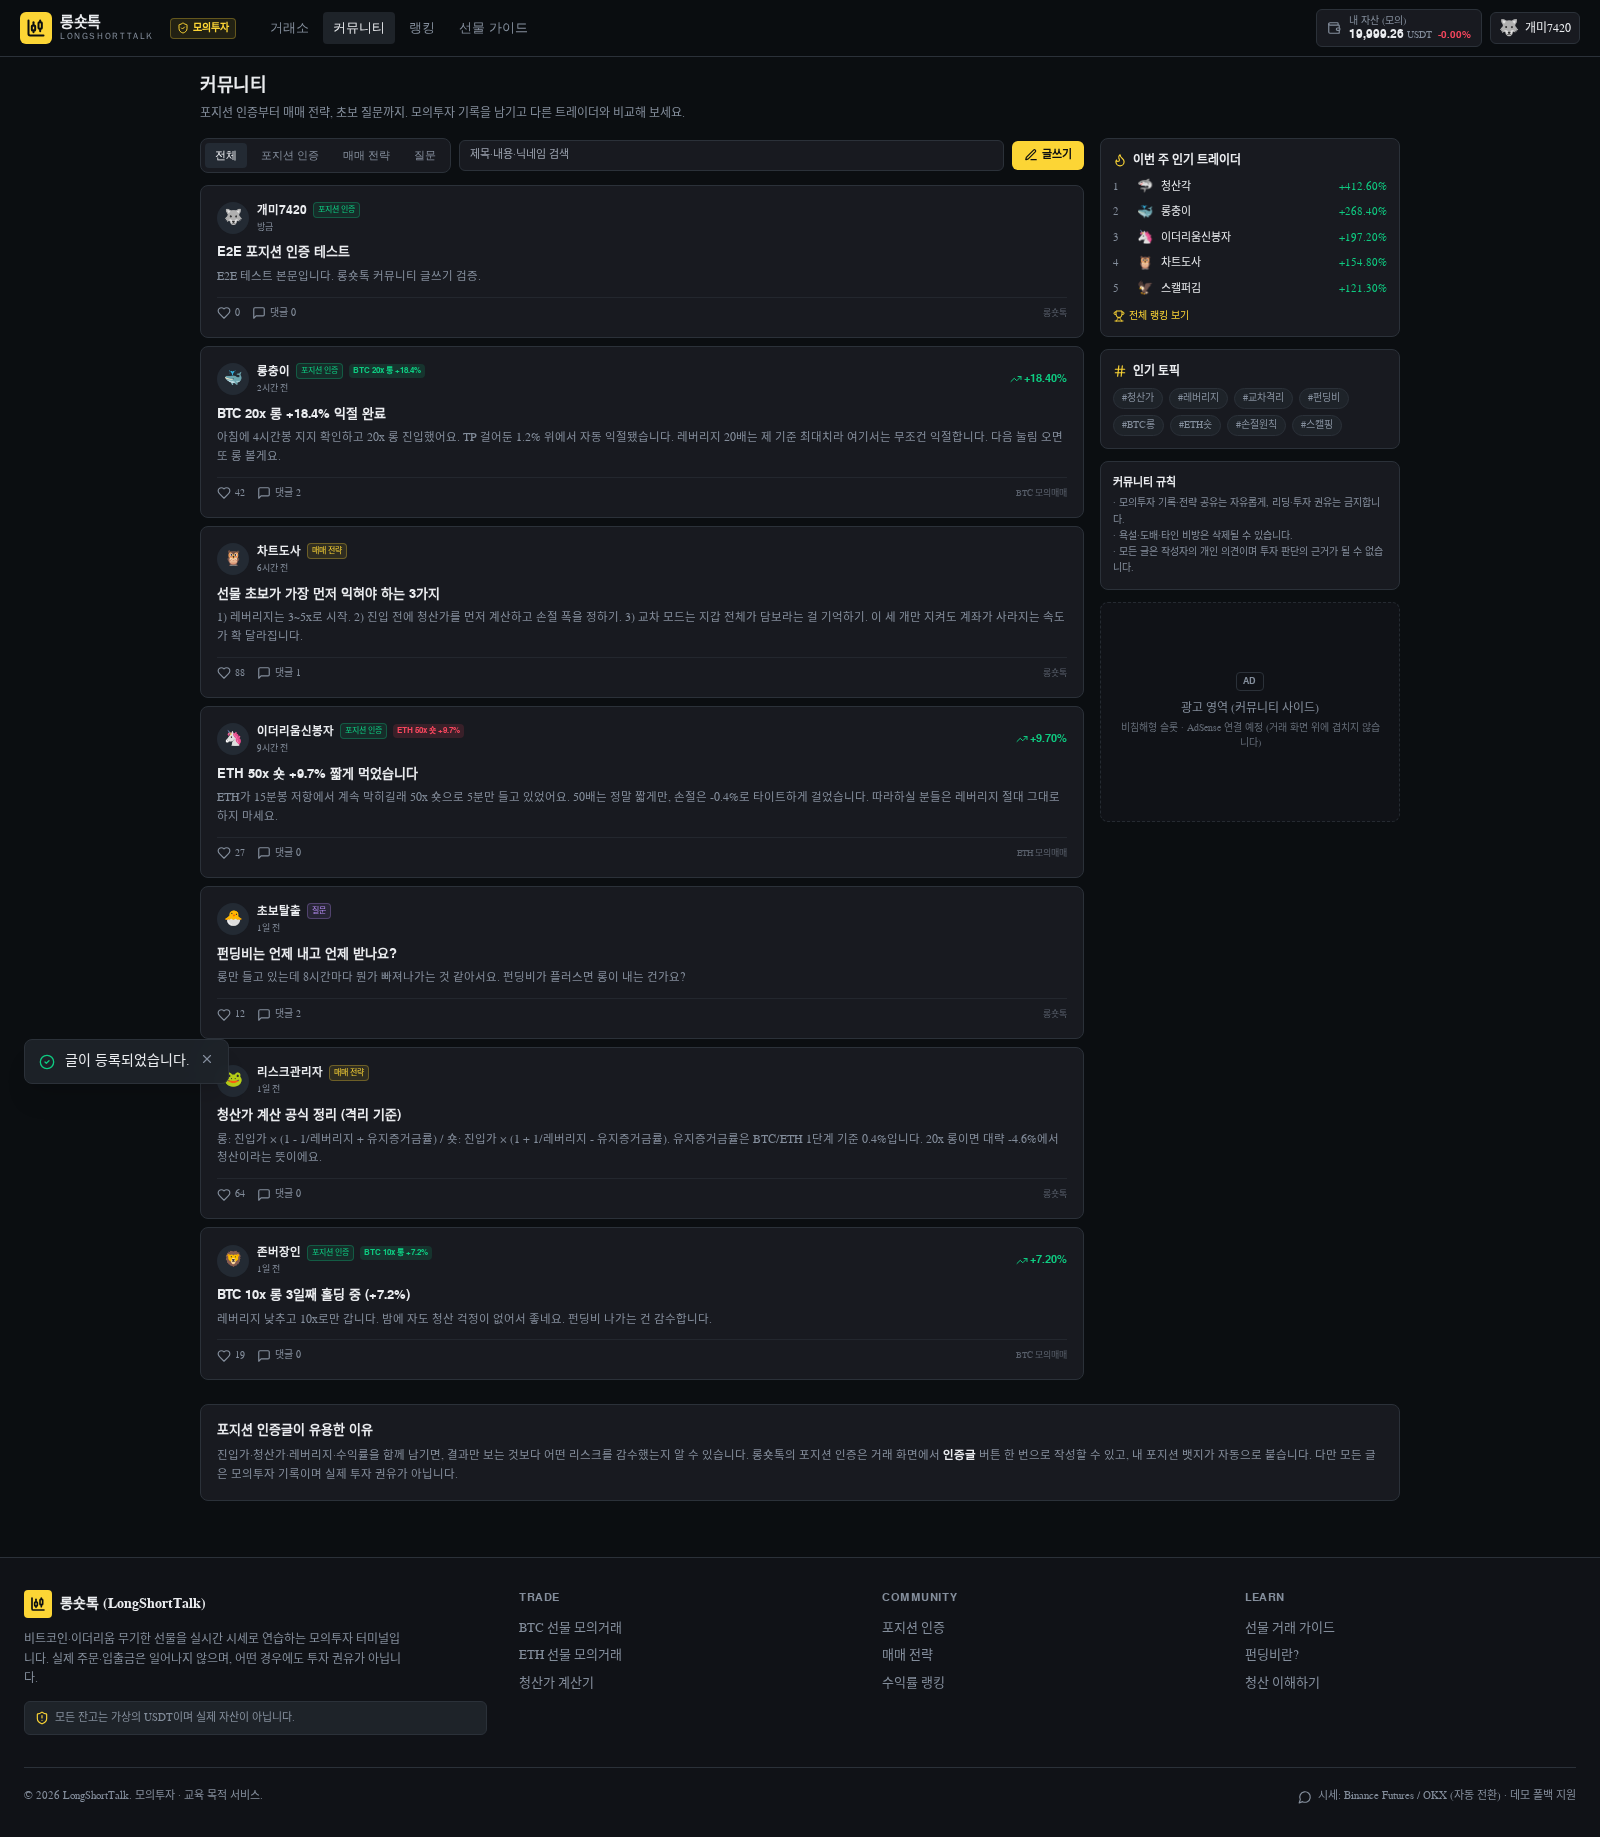 롱숏톡
LONGSHORTTALK
모의투자
거래소
커뮤니티
랭킹
선물 가이드
내 자산 (모의)
19,999.26 USDT -0.00%
개미7420
커뮤니티
포지션 인증부터 매매 전략, 초보 질문까지. 모의투자 기록을 남기고 다른 트레이더와 비교해 보세요.
전체
포지션 인증
매매 전략
질문
제목·내용·닉네임 검색
글쓰기
개미7420 포지션 인증
방금
E2E 포지션 인증 테스트
E2E 테스트 본문입니다. 롱숏톡 커뮤니티 글쓰기 검증.
0 댓글 0
롱숏톡
롱충이 포지션 인증 BTC 20x 롱 +18.4%
2시간 전
+18.40%
BTC 20x 롱 +18.4% 익절 완료
아침에 4시간봉 지지 확인하고 20x 롱 진입했어요. TP 걸어둔 1.2% 위에서 자동 익절됐습니다. 레버리지 20배는 제 기준 최대치라 여기서는 무조건 익절합니다. 다음 눌림 오면
또 롱 볼게요.
42 댓글 2
BTC 모의매매
차트도사 매매 전략
6시간 전
선물 초보가 가장 먼저 익혀야 하는 3가지
1) 레버리지는 3~5x로 시작. 2) 진입 전에 청산가를 먼저 계산하고 손절 폭을 정하기. 3) 교차 모드는 지갑 전체가 담보라는 걸 기억하기. 이 세 개만 지켜도 계좌가 사라지는 속도
가 확 달라집니다.
88 댓글 1
롱숏톡
이더리움신봉자 포지션 인증 ETH 50x 숏 +9.7%
9시간 전
+9.70%
ETH 50x 숏 +9.7% 짧게 먹었습니다
ETH가 15분봉 저항에서 계속 막히길래 50x 숏으로 5분만 들고 있었어요. 50배는 정말 짧게만, 손절은 -0.4%로 타이트하게 걸었습니다. 따라하실 분들은 레버리지 절대 그대로
하지 마세요.
27 댓글 0
ETH 모의매매
초보탈출 질문
1일 전
펀딩비는 언제 내고 언제 받나요?
롱만 들고 있는데 8시간마다 뭔가 빠져나가는 것 같아서요. 펀딩비가 플러스면 롱이 내는 건가요?
12 댓글 2
롱숏톡
글이 등록되었습니다.
리스크관리자 매매 전략
1일 전
청산가 계산 공식 정리 (격리 기준)
롱: 진입가 × (1 - 1/레버리지 + 유지증거금률) / 숏: 진입가 × (1 + 1/레버리지 - 유지증거금률). 유지증거금률은 BTC/ETH 1단계 기준 0.4%입니다. 20x 롱이면 대략 -4.6%에서
청산이라는 뜻이에요.
64 댓글 0
롱숏톡
존버장인 포지션 인증 BTC 10x 롱 +7.2%
1일 전
+7.20%
BTC 10x 롱 3일째 홀딩 중 (+7.2%)
레버리지 낮추고 10x로만 갑니다. 밤에 자도 청산 걱정이 없어서 좋네요. 펀딩비 나가는 건 감수합니다.
19 댓글 0
BTC 모의매매
이번 주 인기 트레이더
1 청산각 +412.60%
2 롱충이 +268.40%
3 이더리움신봉자 +197.20%
4 차트도사 +154.80%
5 스캘퍼김 +121.30%
전체 랭킹 보기
인기 토픽
#청산가 #레버리지 #교차격리 #펀딩비
#BTC롱 #ETH숏 #손절원칙 #스캘핑
커뮤니티 규칙
· 모의투자 기록·전략 공유는 자유롭게, 리딩·투자 권유는 금지합니
다.
· 욕설·도배·타인 비방은 삭제될 수 있습니다.
· 모든 글은 작성자의 개인 의견이며 투자 판단의 근거가 될 수 없습
니다.
AD
광고 영역 (커뮤니티 사이드)
비침해형 슬롯 · AdSense 연결 예정 (거래 화면 위에 겹치지 않습
니다)
포지션 인증글이 유용한 이유
진입가·청산가·레버리지·수익률을 함께 남기면, 결과만 보는 것보다 어떤 리스크를 감수했는지 알 수 있습니다. 롱숏톡의 포지션 인증은 거래 화면에서 인증글 버튼 한 번으로 작성할 수 있고, 내 포지션 뱃지가 자동으로 붙습니다. 다만 모든 글
은 모의투자 기록이며 실제 투자 권유가 아닙니다.
롱숏톡 (LongShortTalk)
비트코인·이더리움 무기한 선물을 실시간 시세로 연습하는 모의투자 터미널입
니다. 실제 주문·입출금은 일어나지 않으며, 어떤 경우에도 투자 권유가 아닙니
다.
모든 잔고는 가상의 USDT이며 실제 자산이 아닙니다.
TRADE
BTC 선물 모의거래
ETH 선물 모의거래
청산가 계산기
COMMUNITY
포지션 인증
매매 전략
수익률 랭킹
LEARN
선물 거래 가이드
펀딩비란?
청산 이해하기
© 2026 LongShortTalk. 모의투자 · 교육 목적 서비스.
시세: Binance Futures / OKX (자동 전환) · 데모 폴백 지원